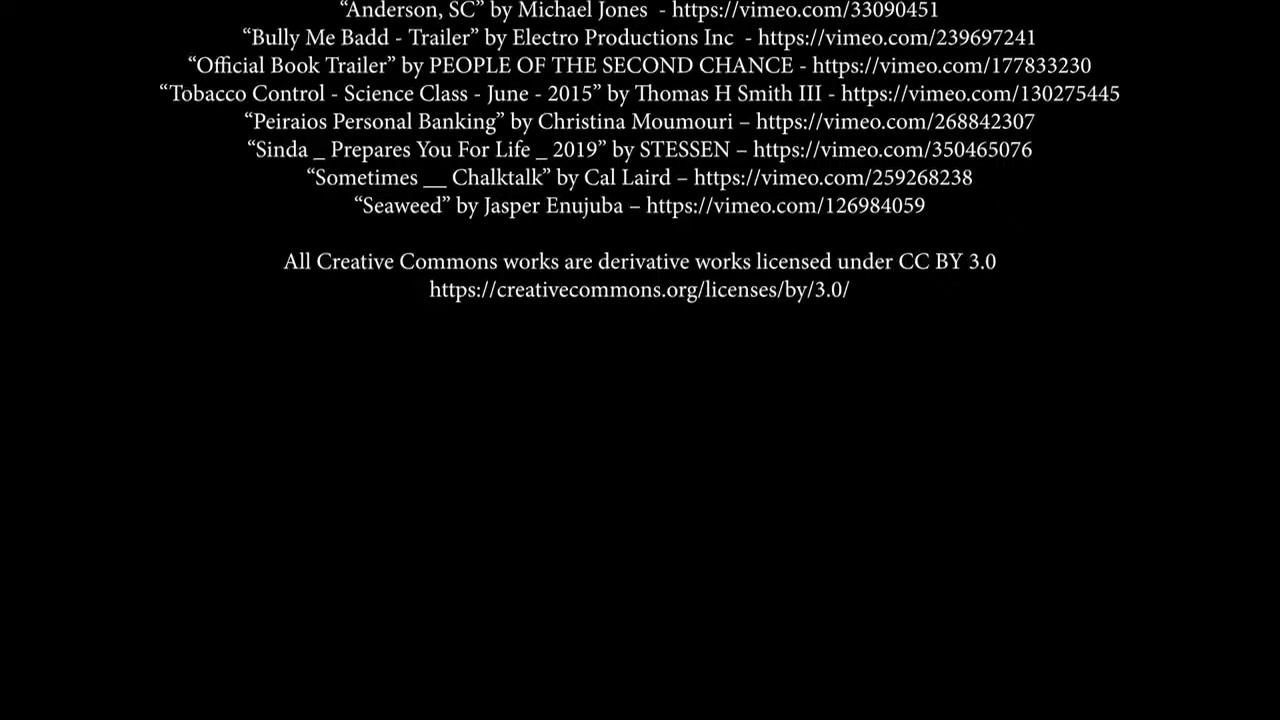 “Anderson, SC” by Michael Jones  - https://vimeo.com/33090451
“Bully Me Badd - Trailer” by Electro Productions Inc  - https://vimeo.com/239697241
“Official Book Trailer” by PEOPLE OF THE SECOND CHANCE - https://vimeo.com/177833230
“Tobacco Control - Science Class - June - 2015” by Thomas H Smith III - https://vimeo.com/130275445
“Peiraios Personal Banking” by Christina Moumouri – https://vimeo.com/268842307
“Sinda _ Prepares You For Life _ 2019” by STESSEN – https://vimeo.com/350465076
“Sometimes __ Chalktalk” by Cal Laird – https://vimeo.com/259268238
“Seaweed” by Jasper Enujuba – https://vimeo.com/126984059
All Creative Commons works are derivative works licensed under CC BY 3.0
https://creativecommons.org/licenses/by/3.0/